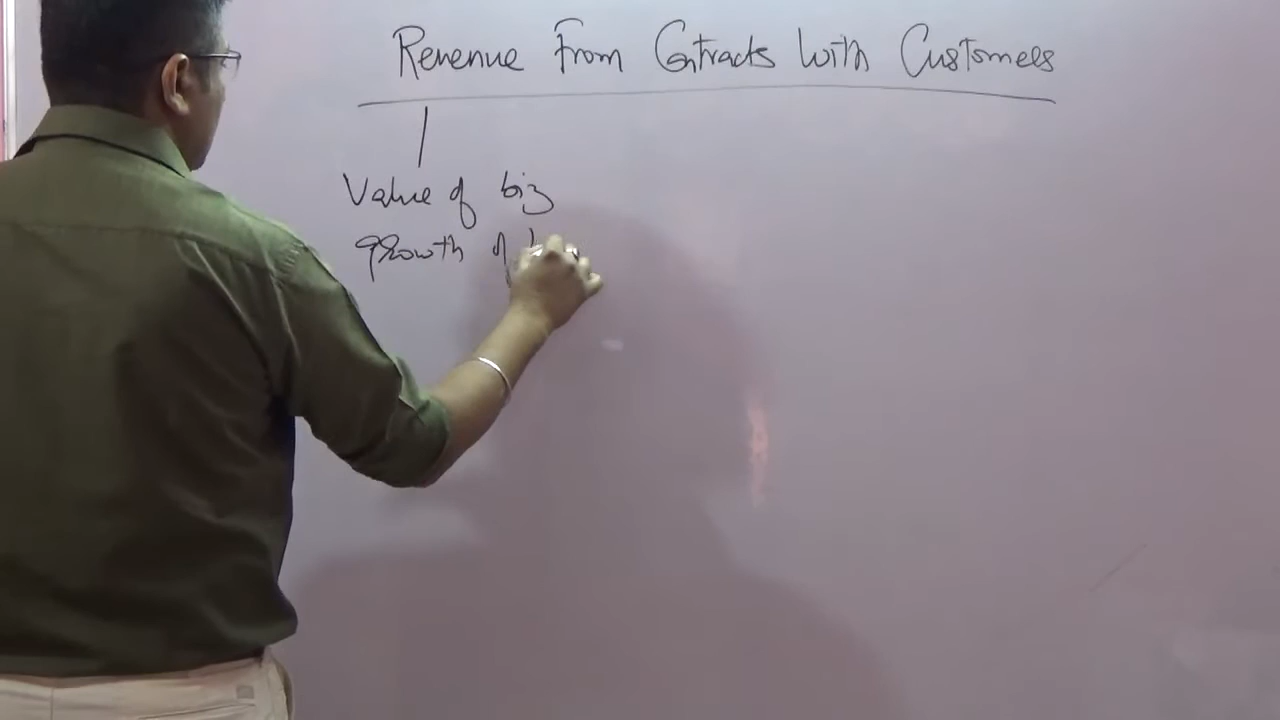 Revenue From Contracts With Customers
Value of biz
growth of